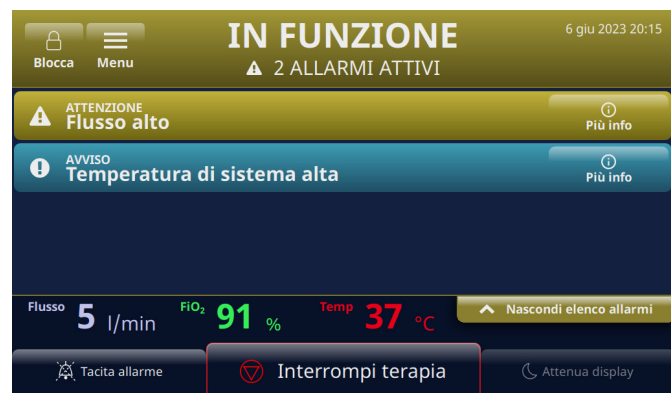 IN FUNZIONE
6 giu 2023 20:15
Blocca Menu
2 ALLARMI ATTIVI
ATTENZIONE
Flusso alto
Più info
AVVISO
Temperatura di sistema alta
Più info
Flusso 5 l/min FiO₂ 91 % Temp 37 °C
Nascondi elenco allarmi
Tacita allarme Interrompi terapia Attenua display